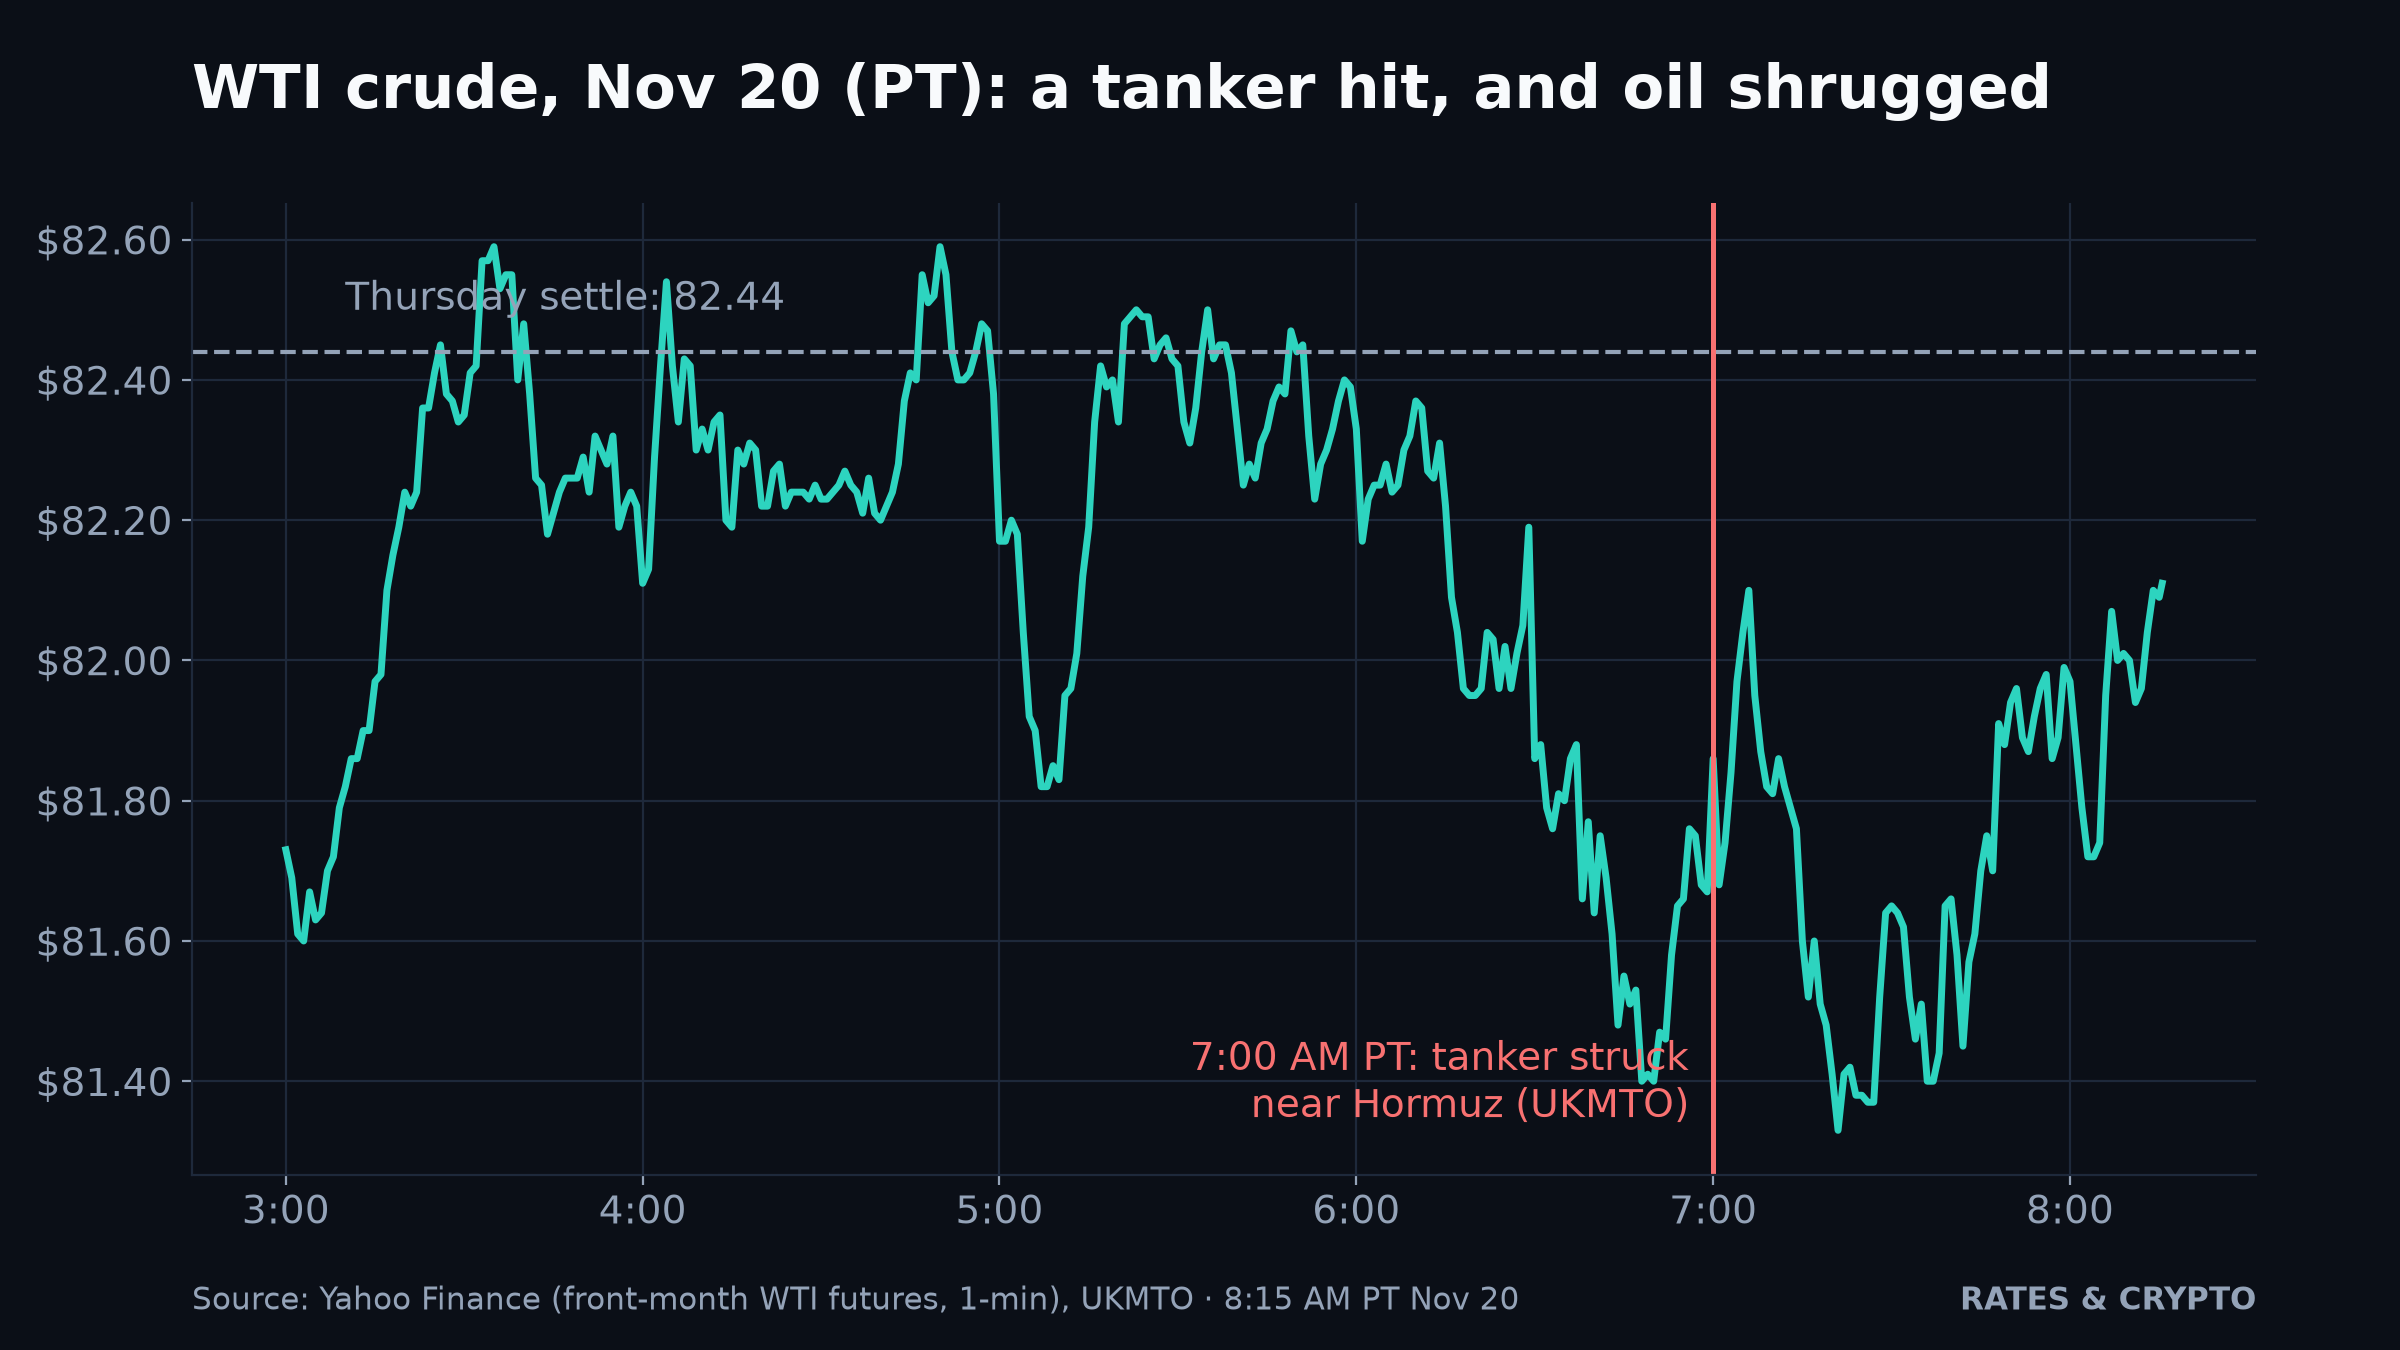 WTI crude, Nov 20 (PT): a tanker hit, and oil shrugged
$82.60
Thursday settle: 82.44
$82.40
$82.20
$82.00
$81.80
$81.60
$81.40
7:00 AM PT: tanker struck
near Hormuz (UKMTO)
3:00 4:00 5:00 6:00 7:00 8:00
Source: Yahoo Finance (front-month WTI futures, 1-min), UKMTO · 8:15 AM PT Nov 20
RATES & CRYPTO